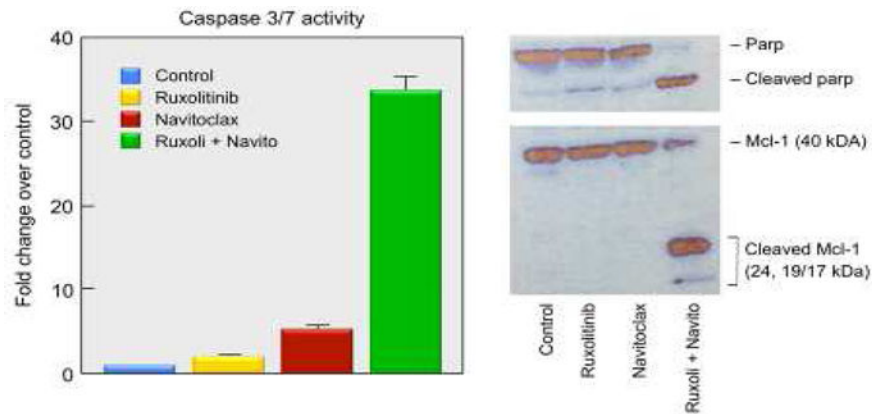 Caspase 3/7 activity
Fold change over control
40
30
20
10
0
Control
Ruxolitinib
Navitoclax
Ruxoli + Navito
– Parp
Cleaved parp
– Mcl-1 (40 kDA)
Cleaved Mcl-1
(24, 19/17 kDa)
Control
Ruxolitinib
Navitoclax
Ruxoli + Navito